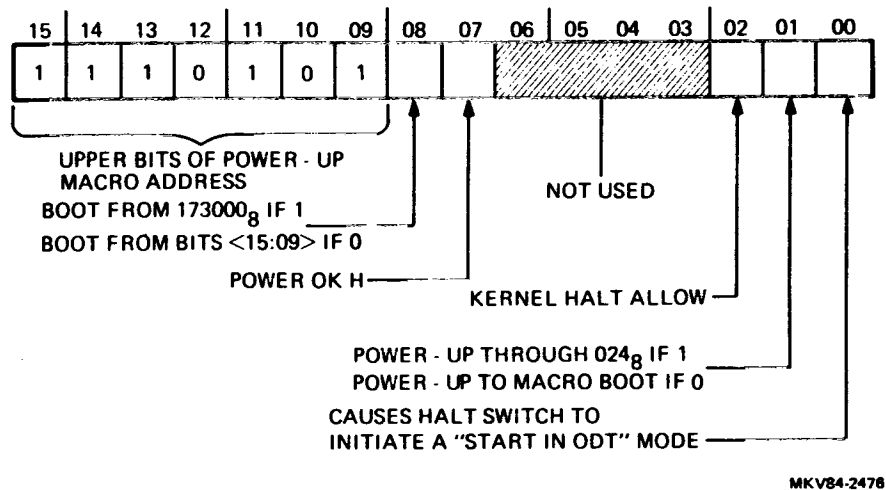 15 14 13 12 11 10 09 08 07 06 05 04 03 02 01 00
1 1 1 0 1 0 1
UPPER BITS OF POWER - UP
MACRO ADDRESS
BOOT FROM 173000₈ IF 1
BOOT FROM BITS <15:09> IF 0
POWER OK H
NOT USED
KERNEL HALT ALLOW
POWER - UP THROUGH 024₈ IF 1
POWER - UP TO MACRO BOOT IF 0
CAUSES HALT SWITCH TO
INITIATE A "START IN ODT" MODE
MKV84-2476